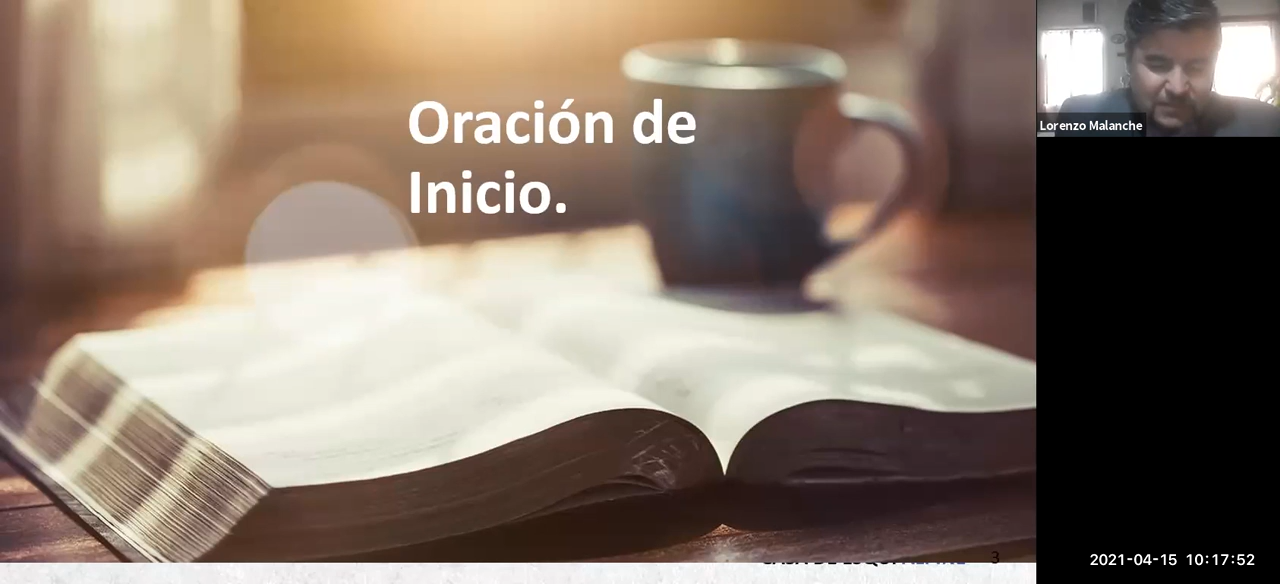 Oración de
Inicio.
Lorenzo Malanche
3
2021-04-15 10:17:52